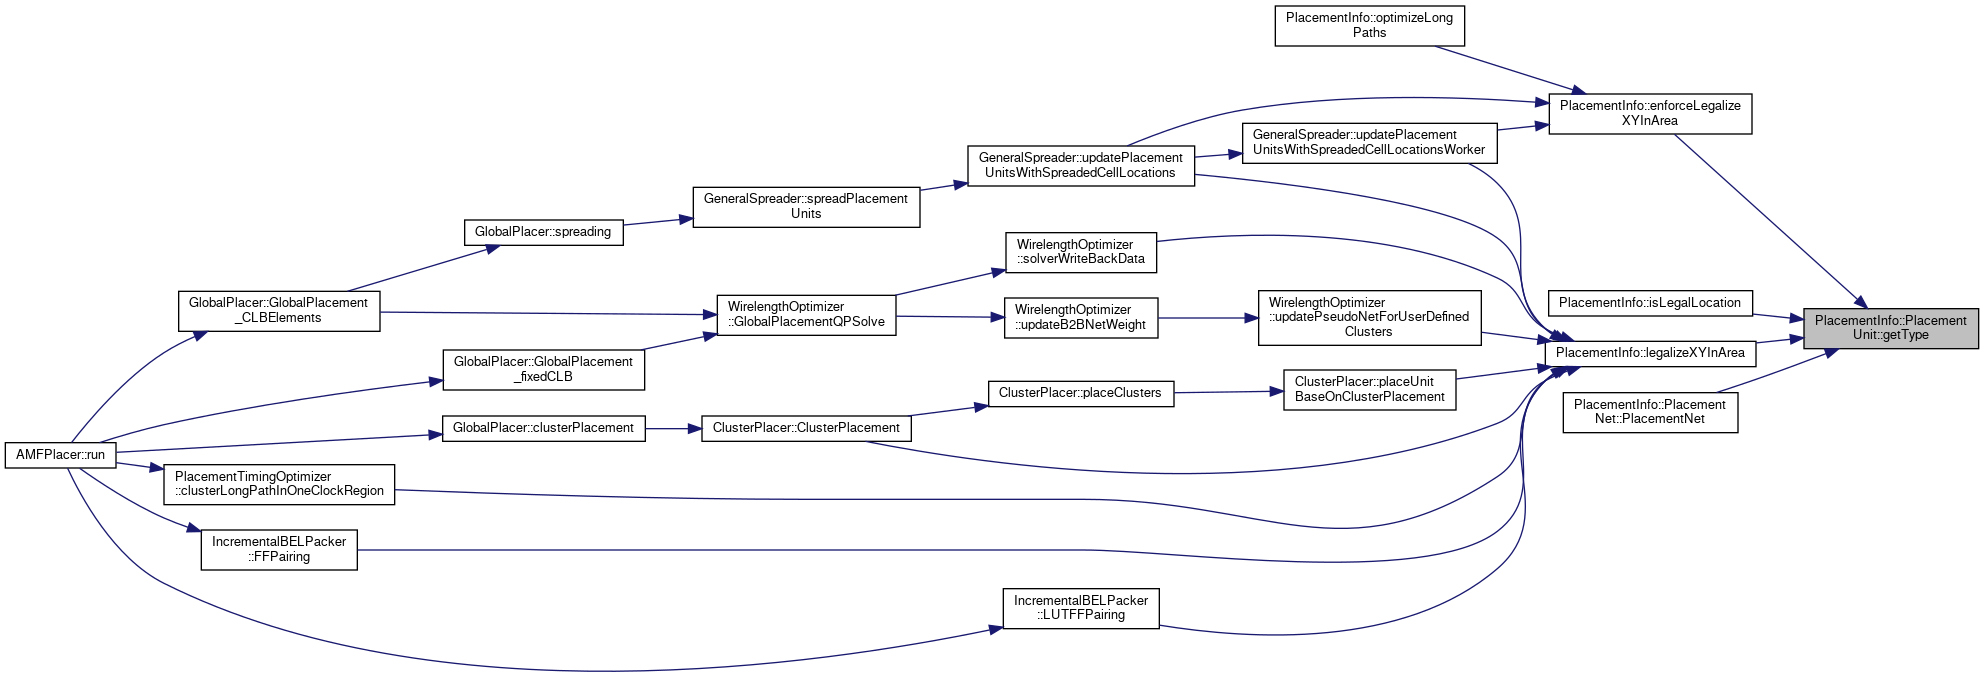 PlacementInfo::optimizeLong
Paths
PlacementInfo::enforceLegalize
XYInArea
GeneralSpreader::updatePlacement
UnitsWithSpreadedCellLocationsWorker
GeneralSpreader::updatePlacement
UnitsWithSpreadedCellLocations
GeneralSpreader::spreadPlacement
Units
GlobalPlacer::spreading
WirelengthOptimizer
::solverWriteBackData
GlobalPlacer::GlobalPlacement
_CLBElements
WirelengthOptimizer
::GlobalPlacementQPSolve
WirelengthOptimizer
::updateB2BNetWeight
WirelengthOptimizer
::updatePseudoNetForUserDefined
Clusters
PlacementInfo::isLegalLocation
PlacementInfo::Placement
Unit::getType
PlacementInfo::legalizeXYInArea
GlobalPlacer::GlobalPlacement
_fixedCLB
ClusterPlacer::placeClusters
ClusterPlacer::placeUnit
BaseOnClusterPlacement
PlacementInfo::Placement
Net::PlacementNet
GlobalPlacer::clusterPlacement
ClusterPlacer::ClusterPlacement
AMFPlacer::run
PlacementTimingOptimizer
::clusterLongPathInOneClockRegion
IncrementalBELPacker
::FFPairing
IncrementalBELPacker
::LUTFFPairing